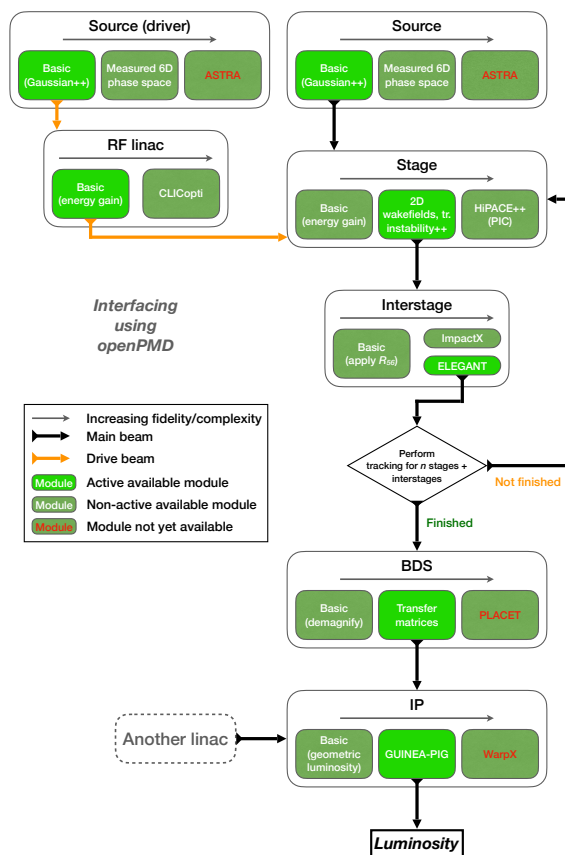 Source (driver)
Basic
(Gaussian++)
Measured 6D
phase space
ASTRA
Source
Basic
(Gaussian++)
Measured 6D
phase space
ASTRA
RF linac
Basic
(energy gain)
CLICopti
Stage
Basic
(energy gain)
2D
wakefields, tr.
instability++
HiPACE++
(PIC)
Interfacing
using
openPMD
Interstage
Basic
(apply R56)
ImpactX
ELEGANT
Increasing fidelity/complexity
Main beam
Drive beam
Module Active available module
Module Non-active available module
Module Module not yet available
Perform
tracking for n stages +
interstages
Not finished
Finished
BDS
Basic
(demagnify)
Transfer
matrices
PLACET
IP
Basic
(geometric
luminosity)
GUINEA-PIG
WarpX
Another linac
Luminosity